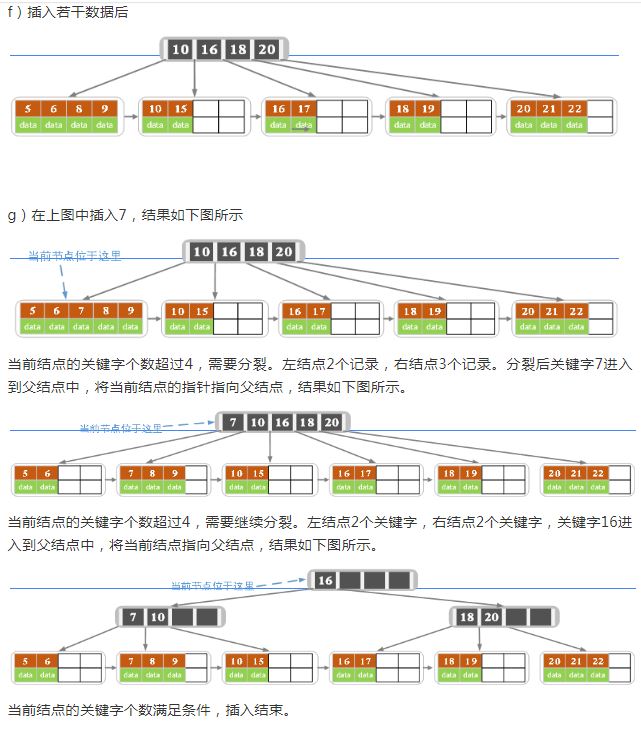 f）插入若干数据后
10 16 18 20
5 6 8 9 10 15 16 17 18 19 20 21 22
data data data data data data data data data data data data data
g）在上图中插入7，结果如下图所示
当前节点位于这里
10 16 18 20
5 6 7 8 9 10 15 16 17 18 19 20 21 22
data data data data data data data data data data data data data data
当前结点的关键字个数超过4，需要分裂。左结点2个记录，右结点3个记录。分裂后关键字7进入
到父结点中，将当前结点的指针指向父结点，结果如下图所示。
当前节点位于这里
7 10 16 18 20
5 6 7 8 9 10 15 16 17 18 19 20 21 22
data data data data data data data data data data data data data data
当前结点的关键字个数超过4，需要继续分裂。左结点2个关键字，右结点2个关键字，关键字16进
入到父结点中，将当前结点指向父结点，结果如下图所示。
当前节点位于这里
16
7 10 18 20
5 6 7 8 9 10 15 16 17 18 19 20 21 22
data data data data data data data data data data data data data data
当前结点的关键字个数满足条件，插入结束。